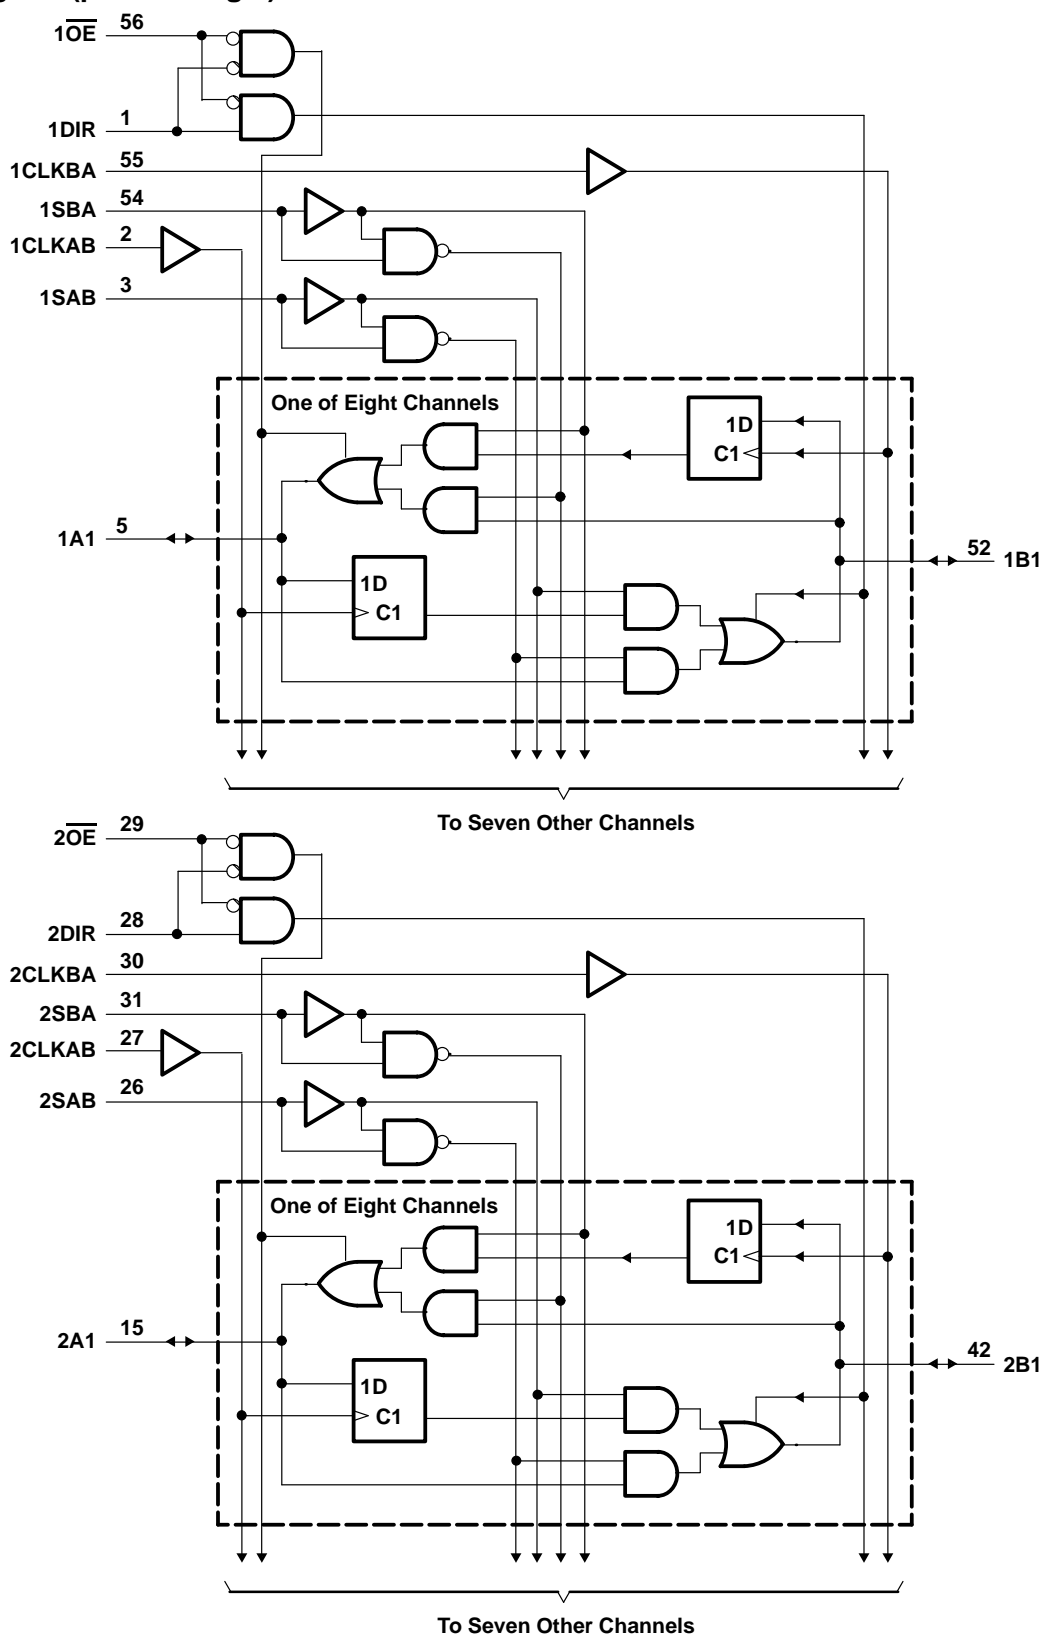 1OE 56
1DIR 1
1CLKBA 55
1SBA 54
1CLKAB 2
1SAB 3
One of Eight Channels
1D
C1
1A1 5
52 1B1
1D
C1
To Seven Other Channels
2OE 29
2DIR 28
2CLKBA 30
2SBA 31
2CLKAB 27
2SAB 26
One of Eight Channels
1D
C1
2A1 15
42 2B1
1D
C1
To Seven Other Channels